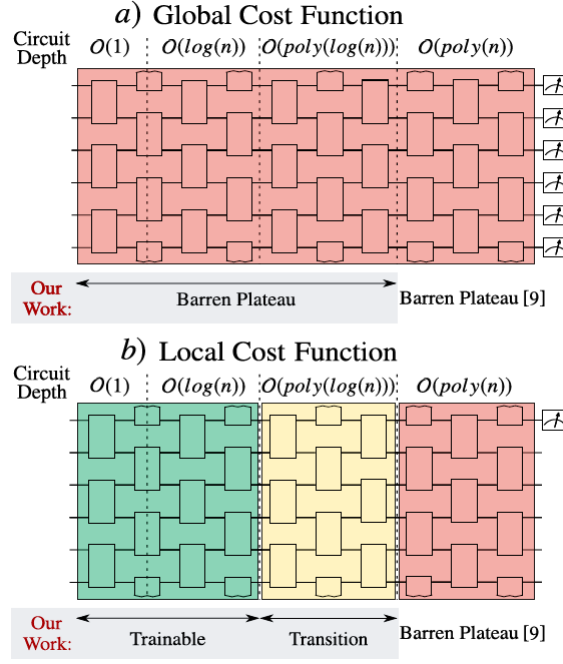 a) Global Cost Function
Circuit Depth O(1) O(log(n)) O(poly(log(n))) O(poly(n))
Our Work: Barren Plateau Barren Plateau [9]
b) Local Cost Function
Circuit Depth O(1) O(log(n)) O(poly(log(n))) O(poly(n))
Our Work: Trainable Transition Barren Plateau [9]